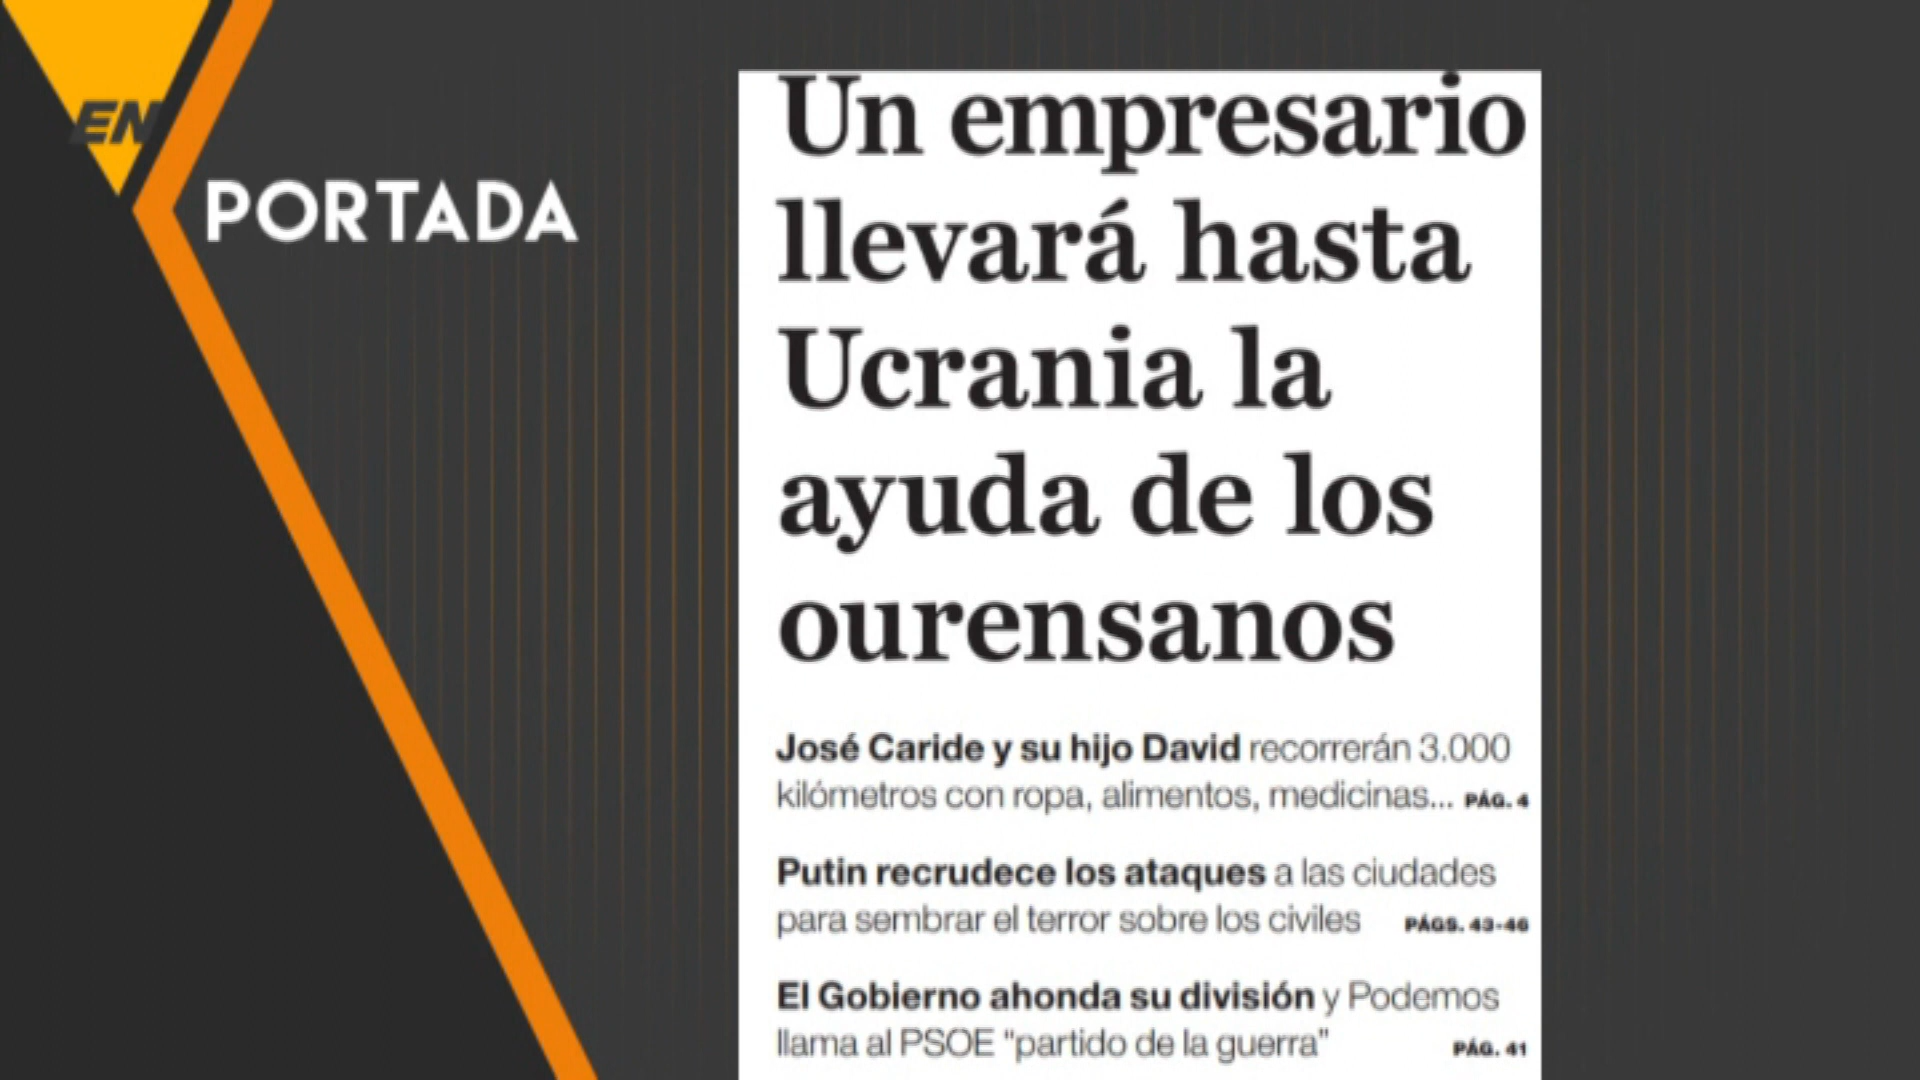 EN
PORTADA
Un empresario
llevará hasta
Ucrania la
ayuda de los
ourensanos
José Caride y su hijo David recorrerán 3.000
kilómetros con ropa, alimentos, medicinas... PÁG. 4
Putin recrudece los ataques a las ciudades
para sembrar el terror sobre los civiles PÁGS. 43-46
El Gobierno ahonda su división y Podemos
llama al PSOE “partido de la guerra” PÁG. 41